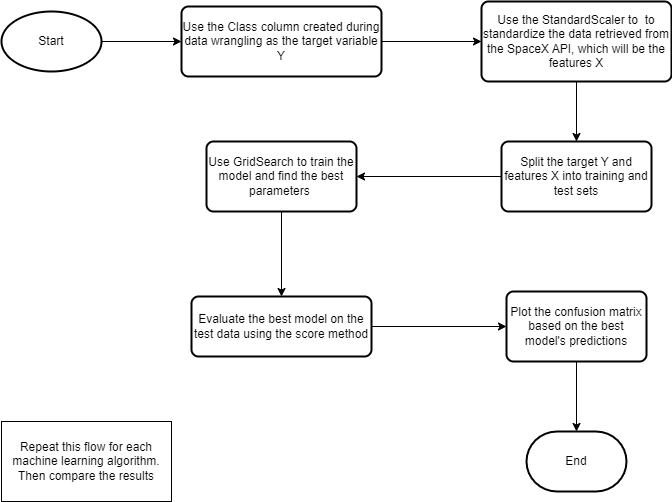 Start
Use the Class column created during
data wrangling as the target variable
Y
Use the StandardScaler to  to
standardize the data retrieved from
the SpaceX API, which will be the
features X
Use GridSearch to train the
model and find the best
parameters
Split the target Y and
features X into training and
test sets
Evaluate the best model on the
test data using the score method
Plot the confusion matrix
based on the best
model's predictions
Repeat this flow for each
machine learning algorithm.
Then compare the results
End